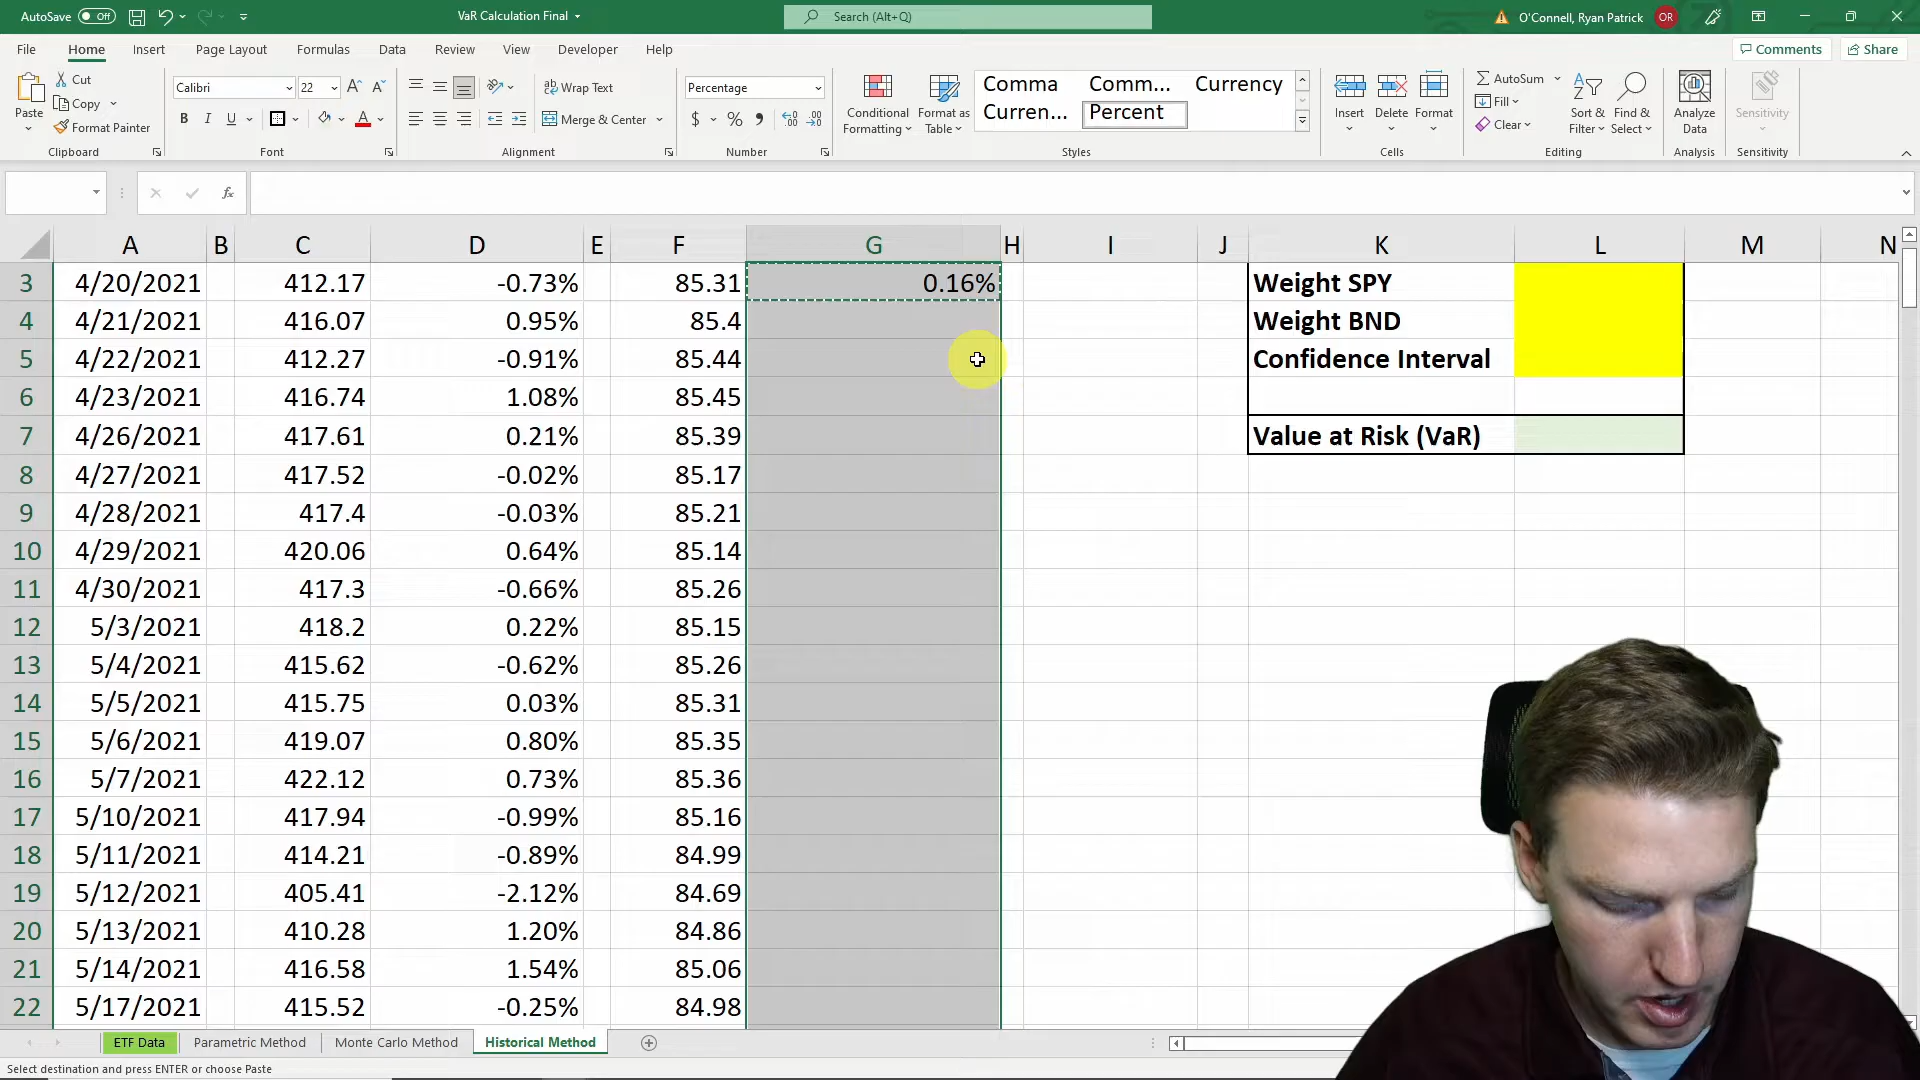 AutoSave Off VaR Calculation Final Search (Alt+Q) O'Connell, Ryan Patrick OR
File Home Insert Page Layout Formulas Data Review View Developer Help Comments Share
Paste Cut Copy Format Painter Clipboard
Calibri 22 B I U A Font
Wrap Text Merge & Center Alignment
Percentage $ % 9 Number
Conditional Formatting Format as Table Comma Comm... Currency Curren... Percent Styles
Insert Delete Format Cells
AutoSum Fill Clear Sort & Filter Find & Select Editing
Analyze Data Analysis
Sensitivity Sensitivity
fx
A B C D E F G H I J K L M N
3 4/20/2021 412.17 -0.73% 85.31 0.16% Weight SPY
4 4/21/2021 416.07 0.95% 85.4 Weight BND
5 4/22/2021 412.27 -0.91% 85.44 Confidence Interval
6 4/23/2021 416.74 1.08% 85.45
7 4/26/2021 417.61 0.21% 85.39 Value at Risk (VaR)
8 4/27/2021 417.52 -0.02% 85.17
9 4/28/2021 417.4 -0.03% 85.21
10 4/29/2021 420.06 0.64% 85.14
11 4/30/2021 417.3 -0.66% 85.26
12 5/3/2021 418.2 0.22% 85.15
13 5/4/2021 415.62 -0.62% 85.26
14 5/5/2021 415.75 0.03% 85.31
15 5/6/2021 419.07 0.80% 85.35
16 5/7/2021 422.12 0.73% 85.36
17 5/10/2021 417.94 -0.99% 85.16
18 5/11/2021 414.21 -0.89% 84.99
19 5/12/2021 405.41 -2.12% 84.69
20 5/13/2021 410.28 1.20% 84.86
21 5/14/2021 416.58 1.54% 85.06
22 5/17/2021 415.52 -0.25% 84.98
ETF Data Parametric Method Monte Carlo Method Historical Method
Select destination and press ENTER or choose Paste